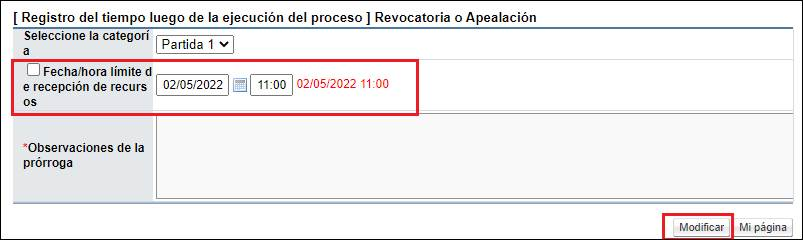 [ Registro del tiempo luego de la ejecución del proceso ] Revocatoria o Apealación
Seleccione la categorí
a
Partida 1
Fecha/hora límite d
e recepción de recurs
os
02/05/2022 11:00 02/05/2022 11:00
*Observaciones de la
prórroga
Modificar Mi página